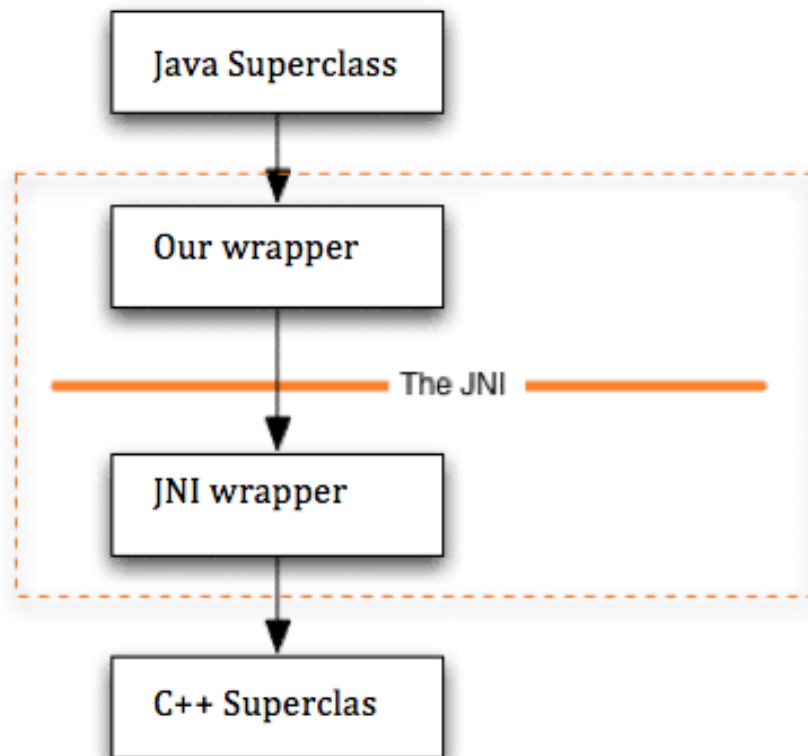 Java Superclass
Our wrapper
The JNI
JNI wrapper
C++ Superclas